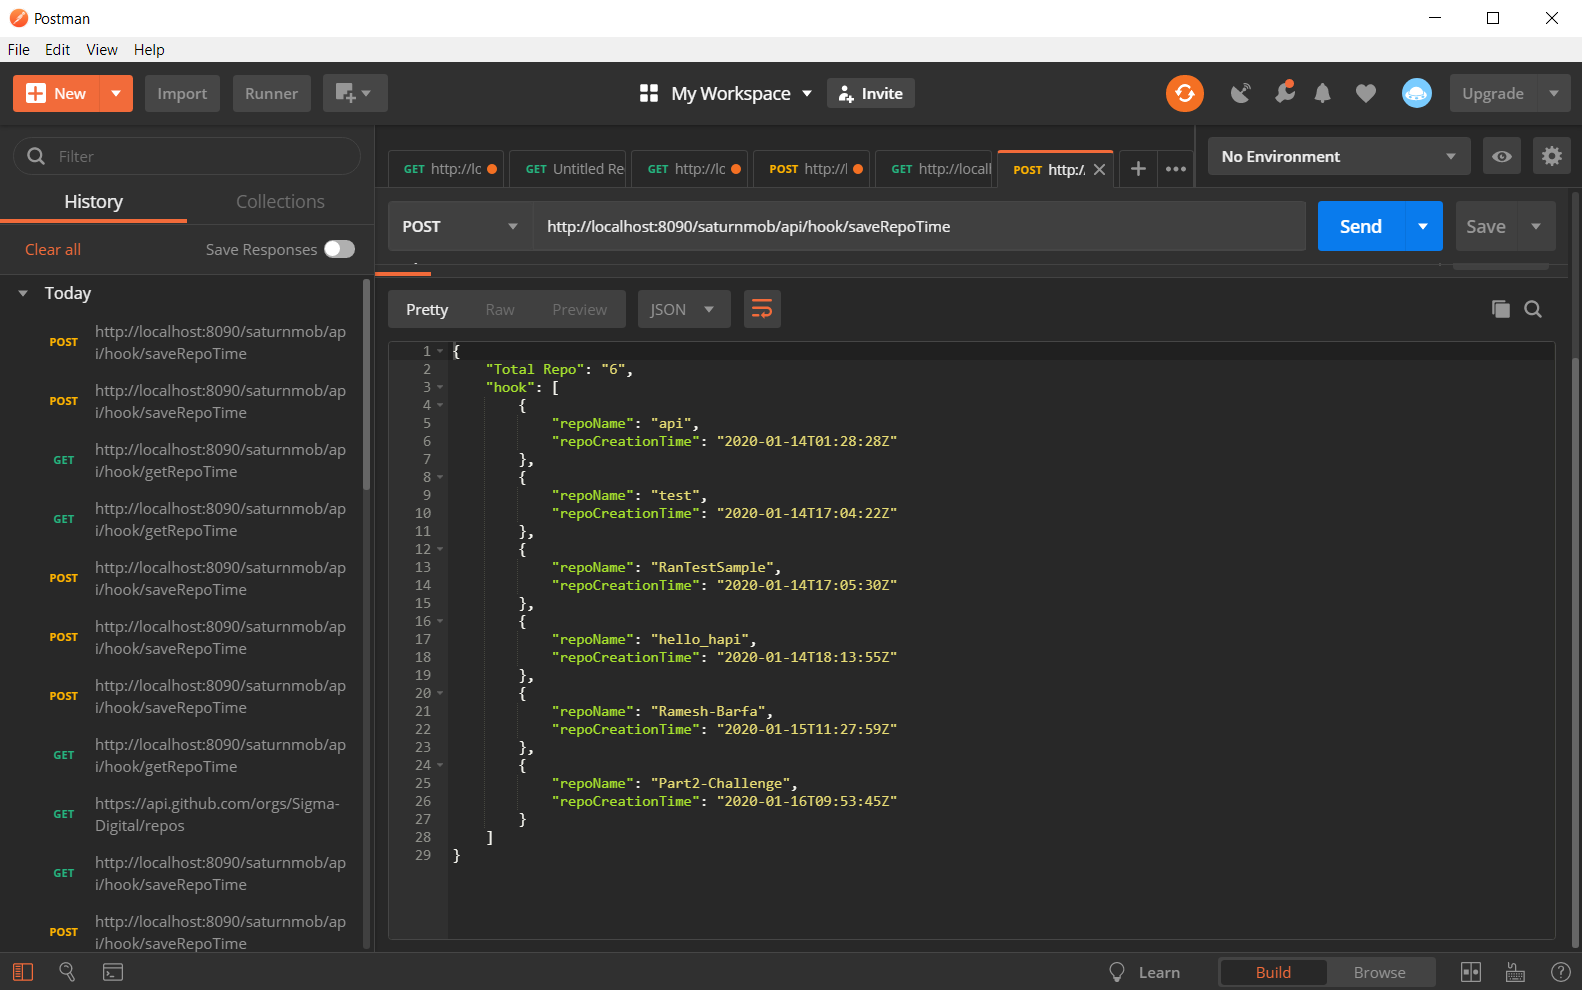 Postman
File Edit View Help
New Import Runner My Workspace Invite Upgrade
Filter
History Collections
Clear all Save Responses
Today
POST http://localhost:8090/saturnmob/ap
i/hook/saveRepoTime
POST http://localhost:8090/saturnmob/ap
i/hook/saveRepoTime
GET http://localhost:8090/saturnmob/ap
i/hook/getRepoTime
GET http://localhost:8090/saturnmob/ap
i/hook/getRepoTime
POST http://localhost:8090/saturnmob/ap
i/hook/saveRepoTime
POST http://localhost:8090/saturnmob/ap
i/hook/saveRepoTime
POST http://localhost:8090/saturnmob/ap
i/hook/saveRepoTime
GET http://localhost:8090/saturnmob/ap
i/hook/getRepoTime
GET https://api.github.com/orgs/Sigma-
Digital/repos
GET http://localhost:8090/saturnmob/ap
i/hook/saveRepoTime
POST http://localhost:8090/saturnmob/ap
i/hook/saveRepoTime
GET http://lc GET Untitled Re GET http://lc POST http://l GET http://locall POST http:/. No Environment
POST http://localhost:8090/saturnmob/api/hook/saveRepoTime Send Save
Pretty Raw Preview JSON
1 {
2 "Total Repo": "6",
3 "hook": [
4 {
5 "repoName": "api",
6 "repoCreationTime": "2020-01-14T01:28:28Z"
7 },
8 {
9 "repoName": "test",
10 "repoCreationTime": "2020-01-14T17:04:22Z"
11 },
12 {
13 "repoName": "RanTestSample",
14 "repoCreationTime": "2020-01-14T17:05:30Z"
15 },
16 {
17 "repoName": "hello_hapi",
18 "repoCreationTime": "2020-01-14T18:13:55Z"
19 },
20 {
21 "repoName": "Ramesh-Barfa",
22 "repoCreationTime": "2020-01-15T11:27:59Z"
23 },
24 {
25 "repoName": "Part2-Challenge",
26 "repoCreationTime": "2020-01-16T09:53:45Z"
27 }
28 ]
29 }
Learn Build Browse